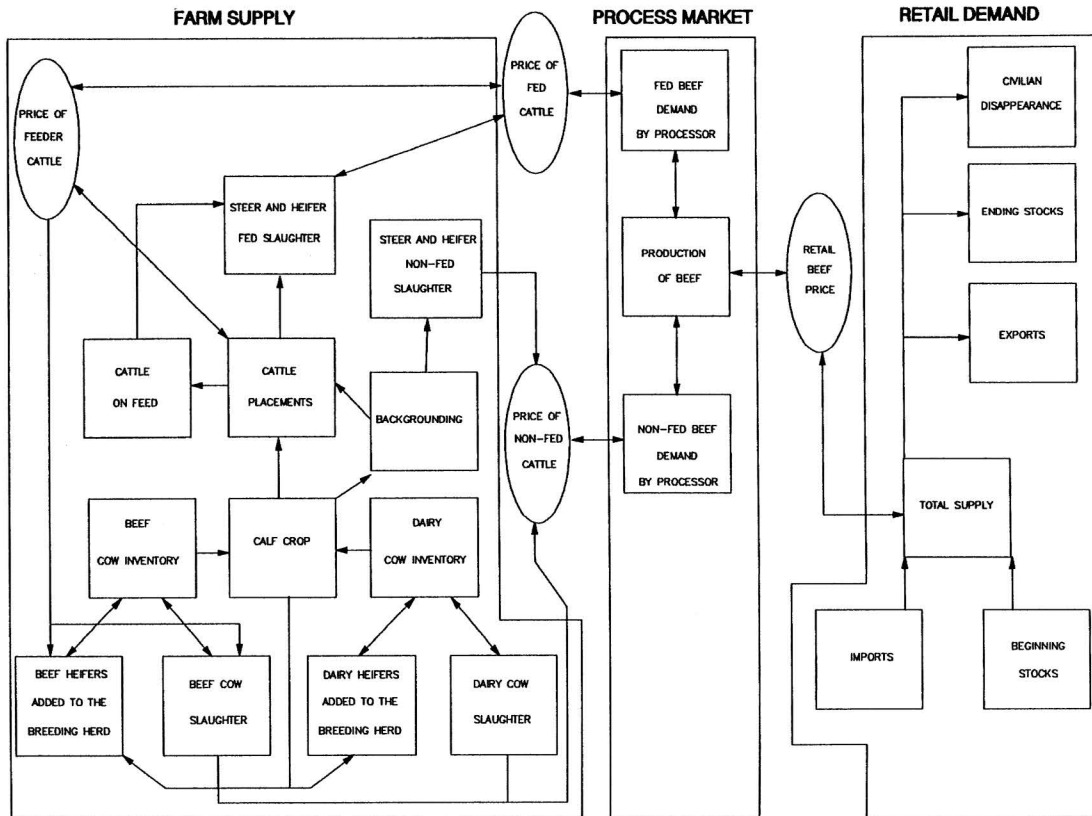 FARM SUPPLY
PROCESS MARKET
RETAIL DEMAND
PRICE OF
FEEDER
CATTLE
PRICE OF
FED
CATTLE
STEER AND HEIFER
FED SLAUGHTER
STEER AND HEIFER
NON-FED
SLAUGHTER
CATTLE
ON FEED
CATTLE
PLACEMENTS
BACKGROUNDING
PRICE OF
NON-FED
CATTLE
BEEF
COW INVENTORY
CALF CROP
DAIRY
COW INVENTORY
BEEF HEIFERS
ADDED TO THE
BREEDING HERD
BEEF COW
SLAUGHTER
DAIRY HEIFERS
ADDED TO THE
BREEDING HERD
DAIRY COW
SLAUGHTER
FED BEEF
DEMAND
BY PROCESSOR
PRODUCTION
OF BEEF
NON-FED BEEF
DEMAND
BY PROCESSOR
RETAIL
BEEF
PRICE
CIVILIAN
DISAPPEARANCE
ENDING STOCKS
EXPORTS
TOTAL SUPPLY
IMPORTS
BEGINNING
STOCKS